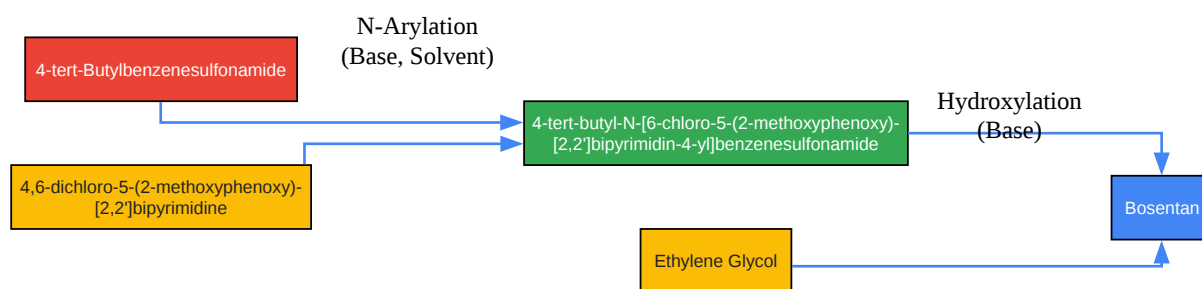 N-Arylation
(Base, Solvent)
4-tert-Butylbenzenesulfonamide
4-tert-butyl-N-[6-chloro-5-(2-methoxyphenoxy)-
[2,2']bipyrimidin-4-yl]benzenesulfonamide
Hydroxylation
(Base)
4,6-dichloro-5-(2-methoxyphenoxy)-
[2,2']bipyrimidine
Bosentan
Ethylene Glycol